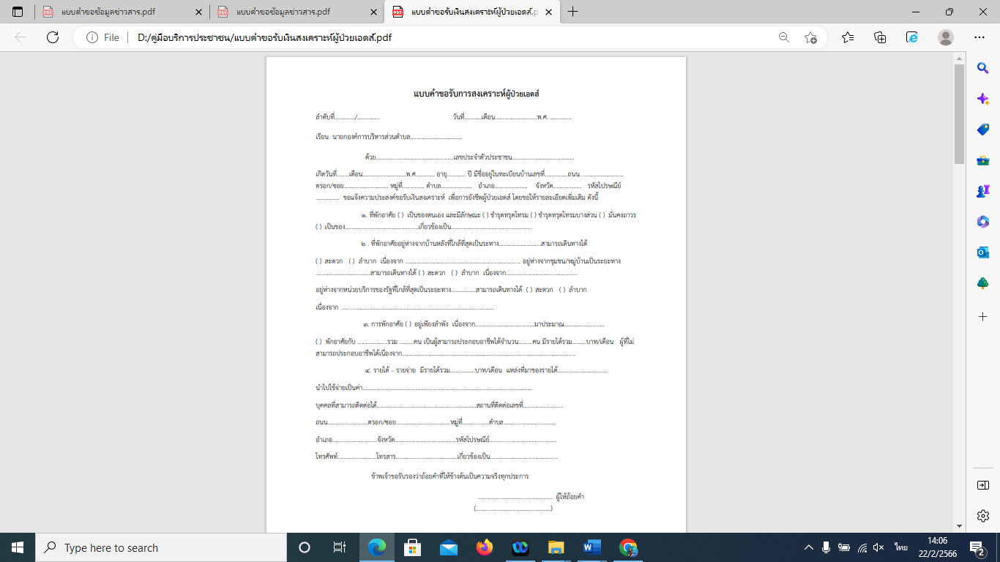 แบบคำขอข้อมูลข่าวสาร.pdf
แบบคำขอข้อมูลข่าวสาร.pdf
แบบคำขอรับเงินสงเคราะห์ผู้ป่วยเอดส์.p
File
D:/คู่มือบริการประชาชน/แบบคำขอรับเงินสงเคราะห์ผู้ป่วยเอดส์.pdf
แบบคำขอรับการสงเคราะห์ผู้ป่วยเอดส์
ลำดับที่............/............. วันที่...........เดือน...........................พ.ศ. .............
เรียน นายกองค์การบริหารส่วนตำบล.................................
ด้วย..................................................เลขประจำตัวประชาชน........................................
เกิดวันที่........เดือน............................พ.ศ............ อายุ............ ปี มีชื่ออยู่ในทะเบียนบ้านเลขที่...............ถนน............................
ตรอก/ซอย............................. หมู่ที่.............. ตำบล.................... อำเภอ..................... จังหวัด.................. รหัสไปรษณีย์
............... ขอแจ้งความประสงค์ขอรับเงินสงเคราะห์ เพื่อการยังชีพผู้ป่วยเอดส์ โดยขอให้รายละเอียดเพิ่มเติม ดังนี้
๑. ที่พักอาศัย ( ) เป็นของตนเอง และมีลักษณะ ( ) ชำรุดทรุดโทรม ( ) ชำรุดทรุดโทรมบางส่วน ( ) มั่นคงถาวร
( ) เป็นของ...............................................เกี่ยวข้องเป็น....................................................
๒ . ที่พักอาศัยอยู่ห่างจากบ้านหลังที่ใกล้ที่สุดเป็นระทาง...........................สามารถเดินทางได้
( ) สะดวก ( ) ลำบาก เนื่องจาก .......................................................................... อยู่ห่างจากชุมชน/หมู่บ้านเป็นระยะทาง
...................................สามารถเดินทางได้ ( ) สะดวก ( ) ลำบาก เนื่องจาก..............................................
อยู่ห่างจากหน่วยบริการของรัฐที่ใกล้ที่สุดเป็นระยะทาง................สามารถเดินทางได้ ( ) สะดวก ( ) ลำบาก
เนื่องจาก ..................................................................................................
๓. การพักอาศัย ( ) อยู่เพียงลำพัง เนื่องจาก......................................มาประมาณ..........................
( ) พักอาศัยกับ ...................รวม .........คน เป็นผู้สามารถประกอบอาชีพได้จำนวน.........คน มีรายได้รวม.........บาท/เดือน ผู้ที่ไม่
สามารถประกอบอาชีพได้เนื่องจาก...............................................................................................................
๔. รายได้ – รายจ่าย มีรายได้รวม................บาท/เดือน แหล่งที่มาของรายได้................................
นำไปใช้จ่ายเป็นค่า.............................................................................................................
บุคคลที่สามารถติดต่อได้................................................................สถานที่ติดต่อเลขที่..........................
ถนน..........................ตรอก/ซอย...................................หมู่ที่.................ตำบล..................................
อำเภอ.............................จังหวัด.......................................รหัสไปรษณีย์...........................................
โทรศัพท์.........................โทรสาร........................................เกี่ยวข้องเป็น...........................................
ข้าพเจ้าขอรับรองว่าถ้อยคำที่ให้ข้างต้นเป็นความจริงทุกประการ
................................................ ผู้ให้ถ้อยคำ
(................................................)
Type here to search
ไทย
14:06
22/2/2566
2